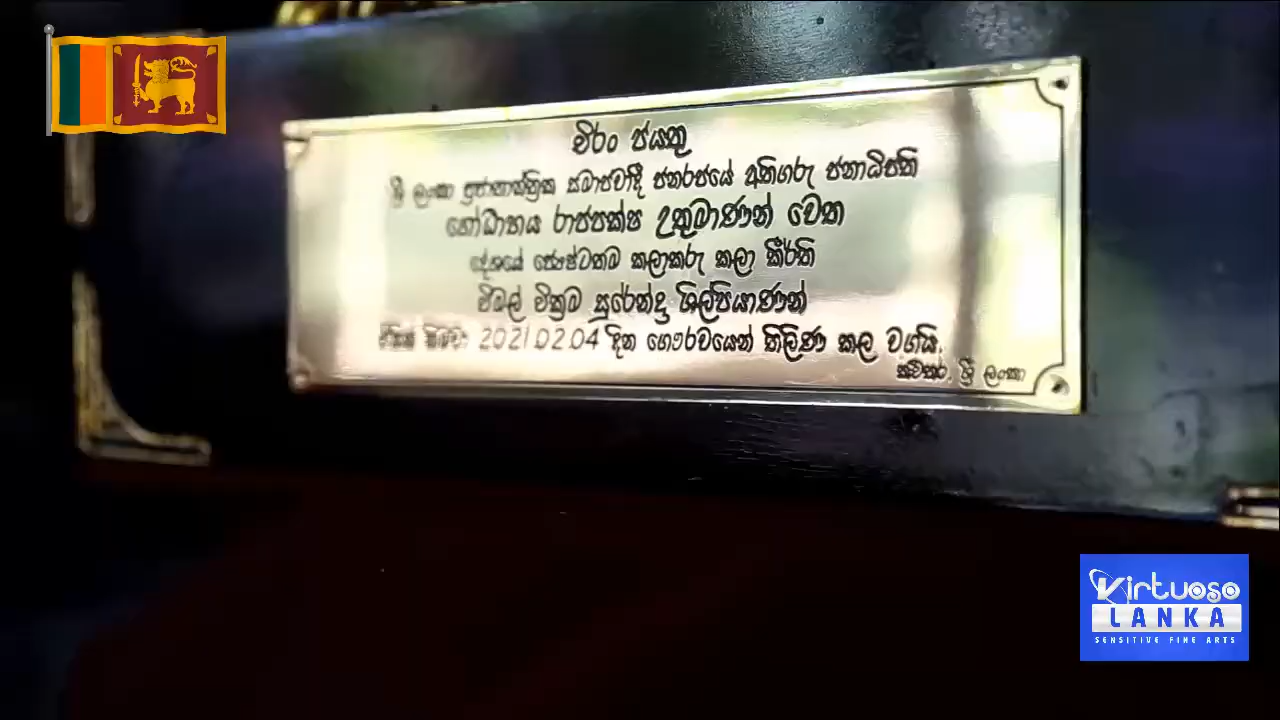 චිරං ජයතු
ශ්‍රී ලංකා ප්‍රජාතාන්ත්‍රික සමාජවාදී ජනරජයේ අතිගරු ජනාධිපති
ගෝඨාභය රාජපක්ෂ උතුමාණන් වෙත
දේශයේ ජ්‍යෙෂ්ටතම කලාකරු කලා කීර්ති
විමල් වික්‍රම සුරේන්ද්‍ර ශිල්පියාණන්
2021.02.04 දින ගෞරවයෙන් තිලිණ කල වගයි.
ශ්‍රී ලංකා
Virtuoso
LANKA
SENSITIVE FINE ARTS